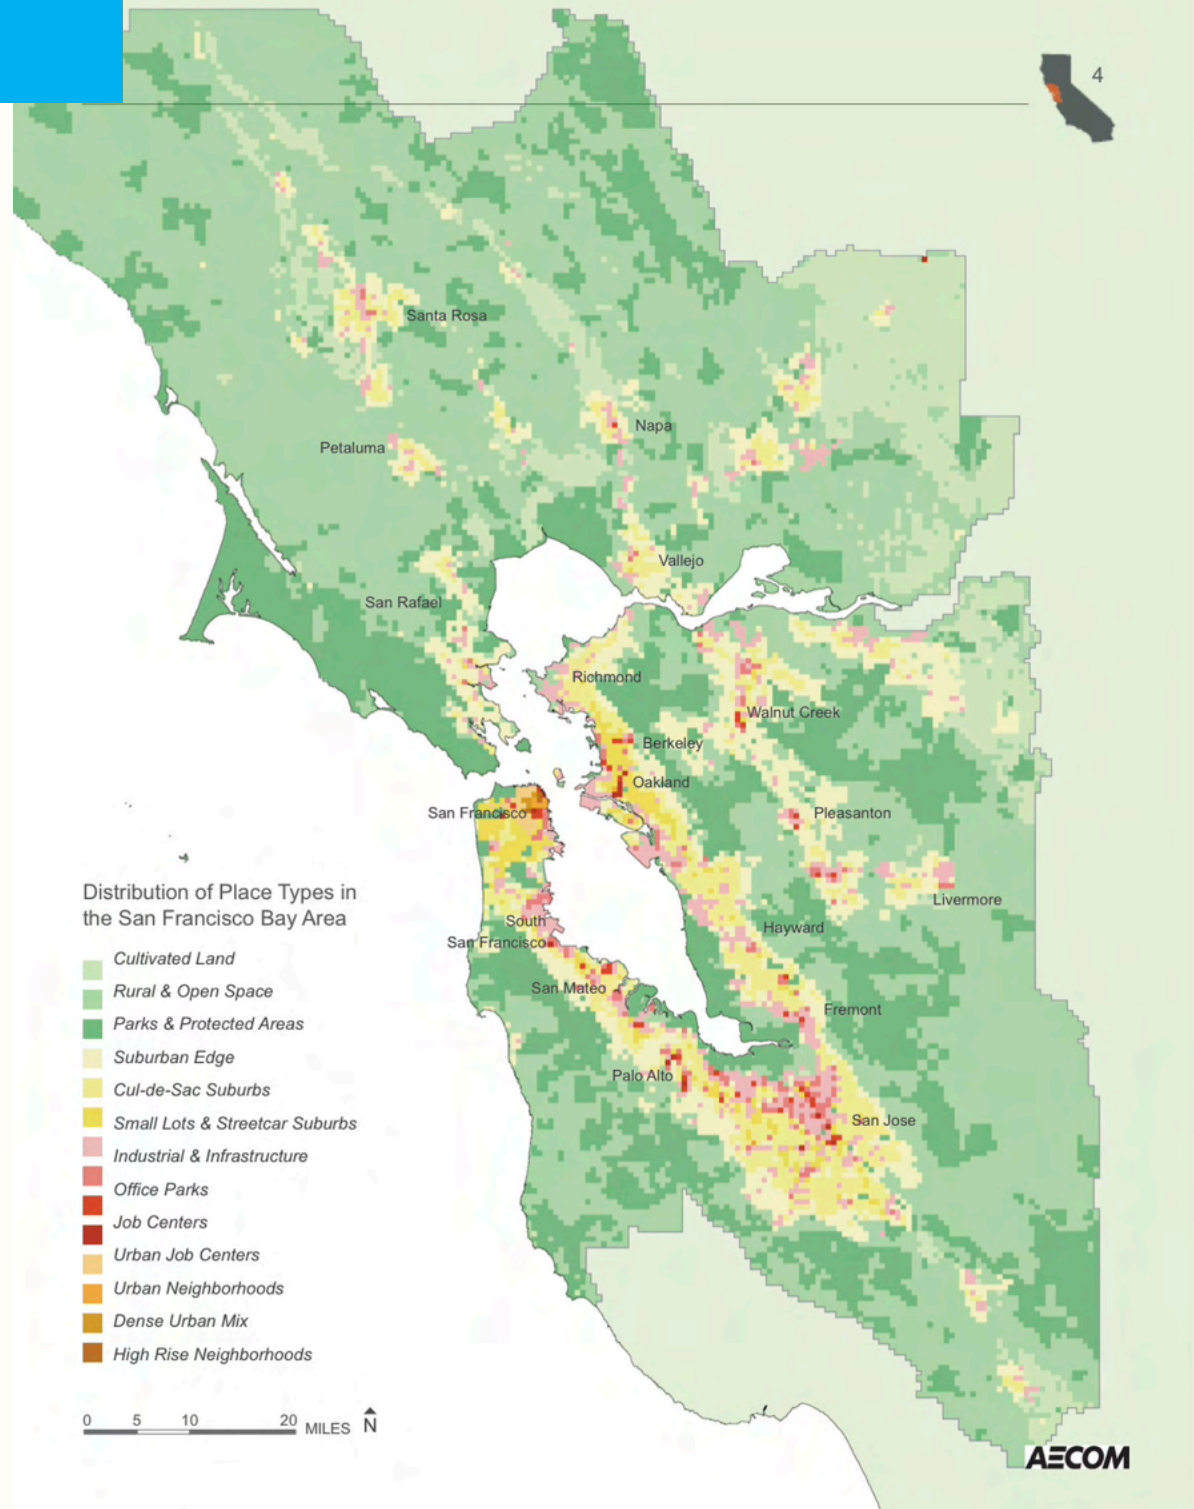 4
Santa Rosa
Napa
Petaluma
Vallejo
San Rafael
Richmond
Walnut Creek
Berkeley
Oakland
San Francisco
Pleasanton
Livermore
South
San Francisco
Hayward
San Mateo
Fremont
Palo Alto
San Jose
Distribution of Place Types in
the San Francisco Bay Area
Cultivated Land
Rural & Open Space
Parks & Protected Areas
Suburban Edge
Cul-de-Sac Suburbs
Small Lots & Streetcar Suburbs
Industrial & Infrastructure
Office Parks
Job Centers
Urban Job Centers
Urban Neighborhoods
Dense Urban Mix
High Rise Neighborhoods
0 5 10 20 MILES N
AECOM